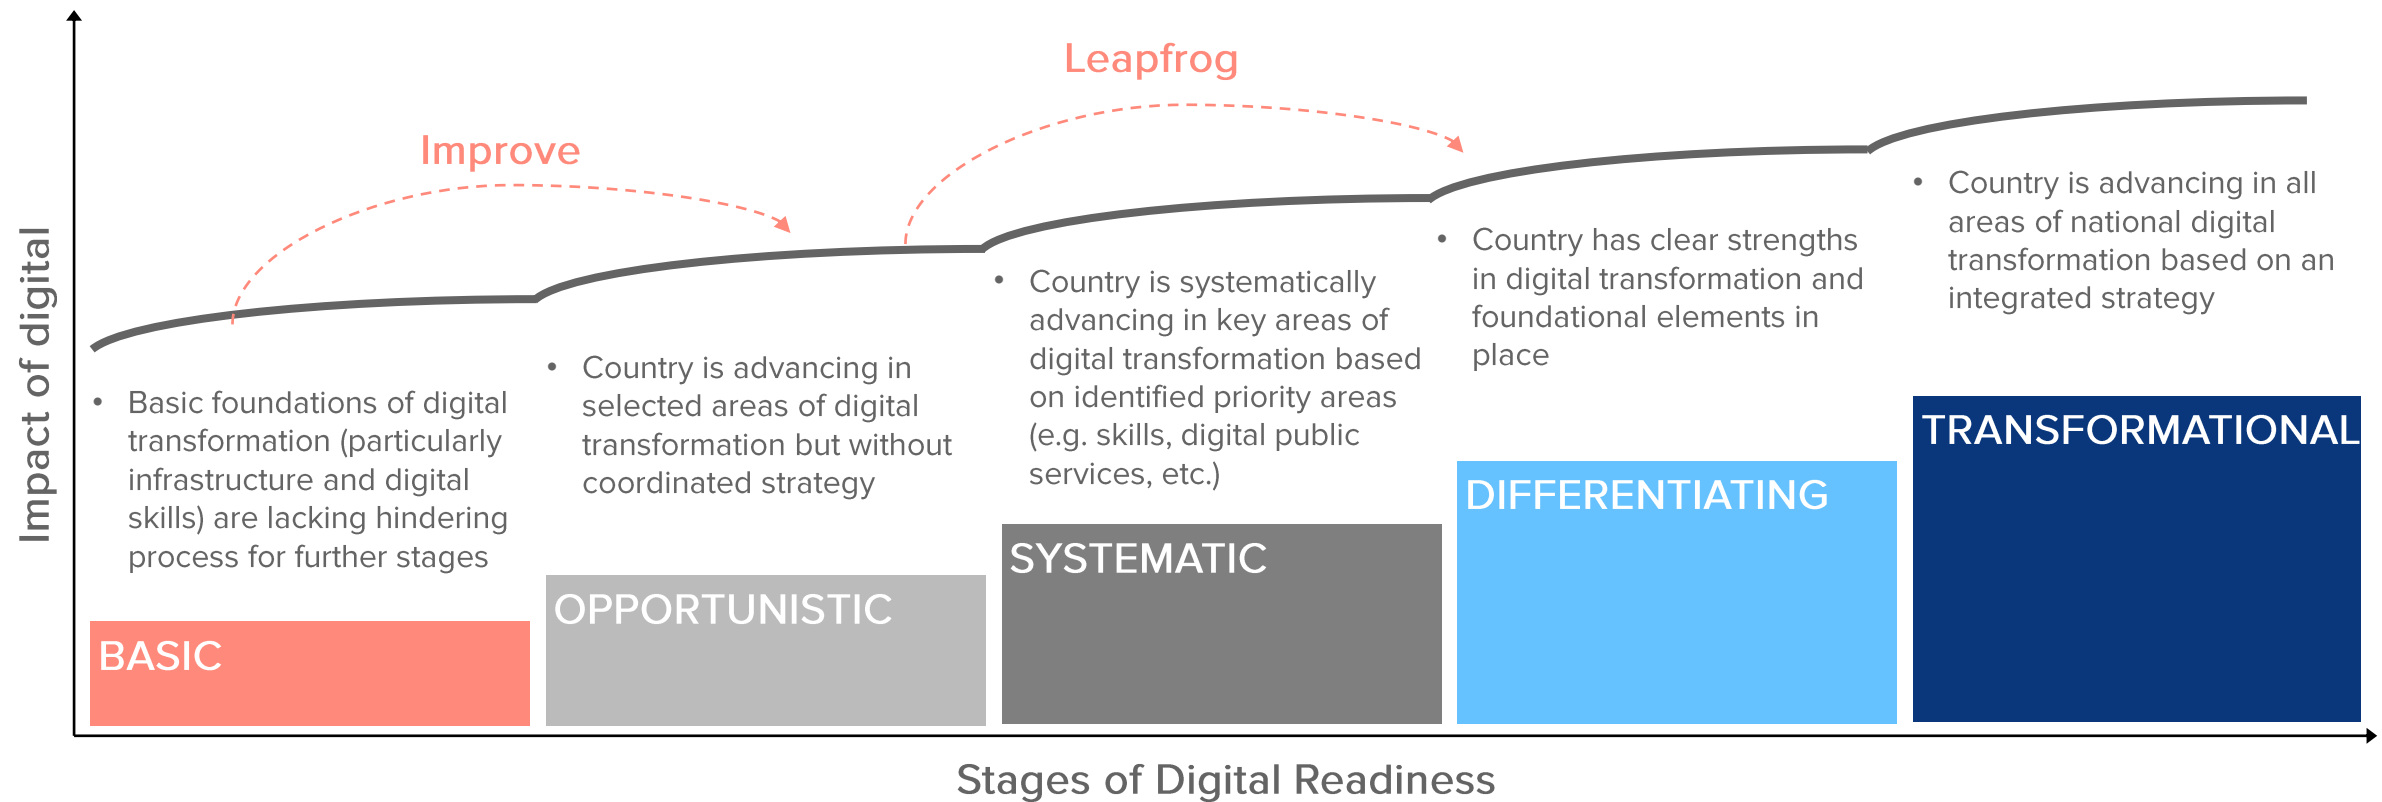 Leapfrog
Improve
Impact of digital
• Basic foundations of digital
transformation (particularly
infrastructure and digital
skills) are lacking hindering
process for further stages
• Country is advancing in
selected areas of digital
transformation but without
coordinated strategy
• Country is systematically
advancing in key areas of
digital transformation based
on identified priority areas
(e.g. skills, digital public
services, etc.)
• Country has clear strengths
in digital transformation and
foundational elements in
place
• Country is advancing in all
areas of national digital
transformation based on an
integrated strategy
BASIC
OPPORTUNISTIC
SYSTEMATIC
DIFFERENTIATING
TRANSFORMATIONAL
Stages of Digital Readiness